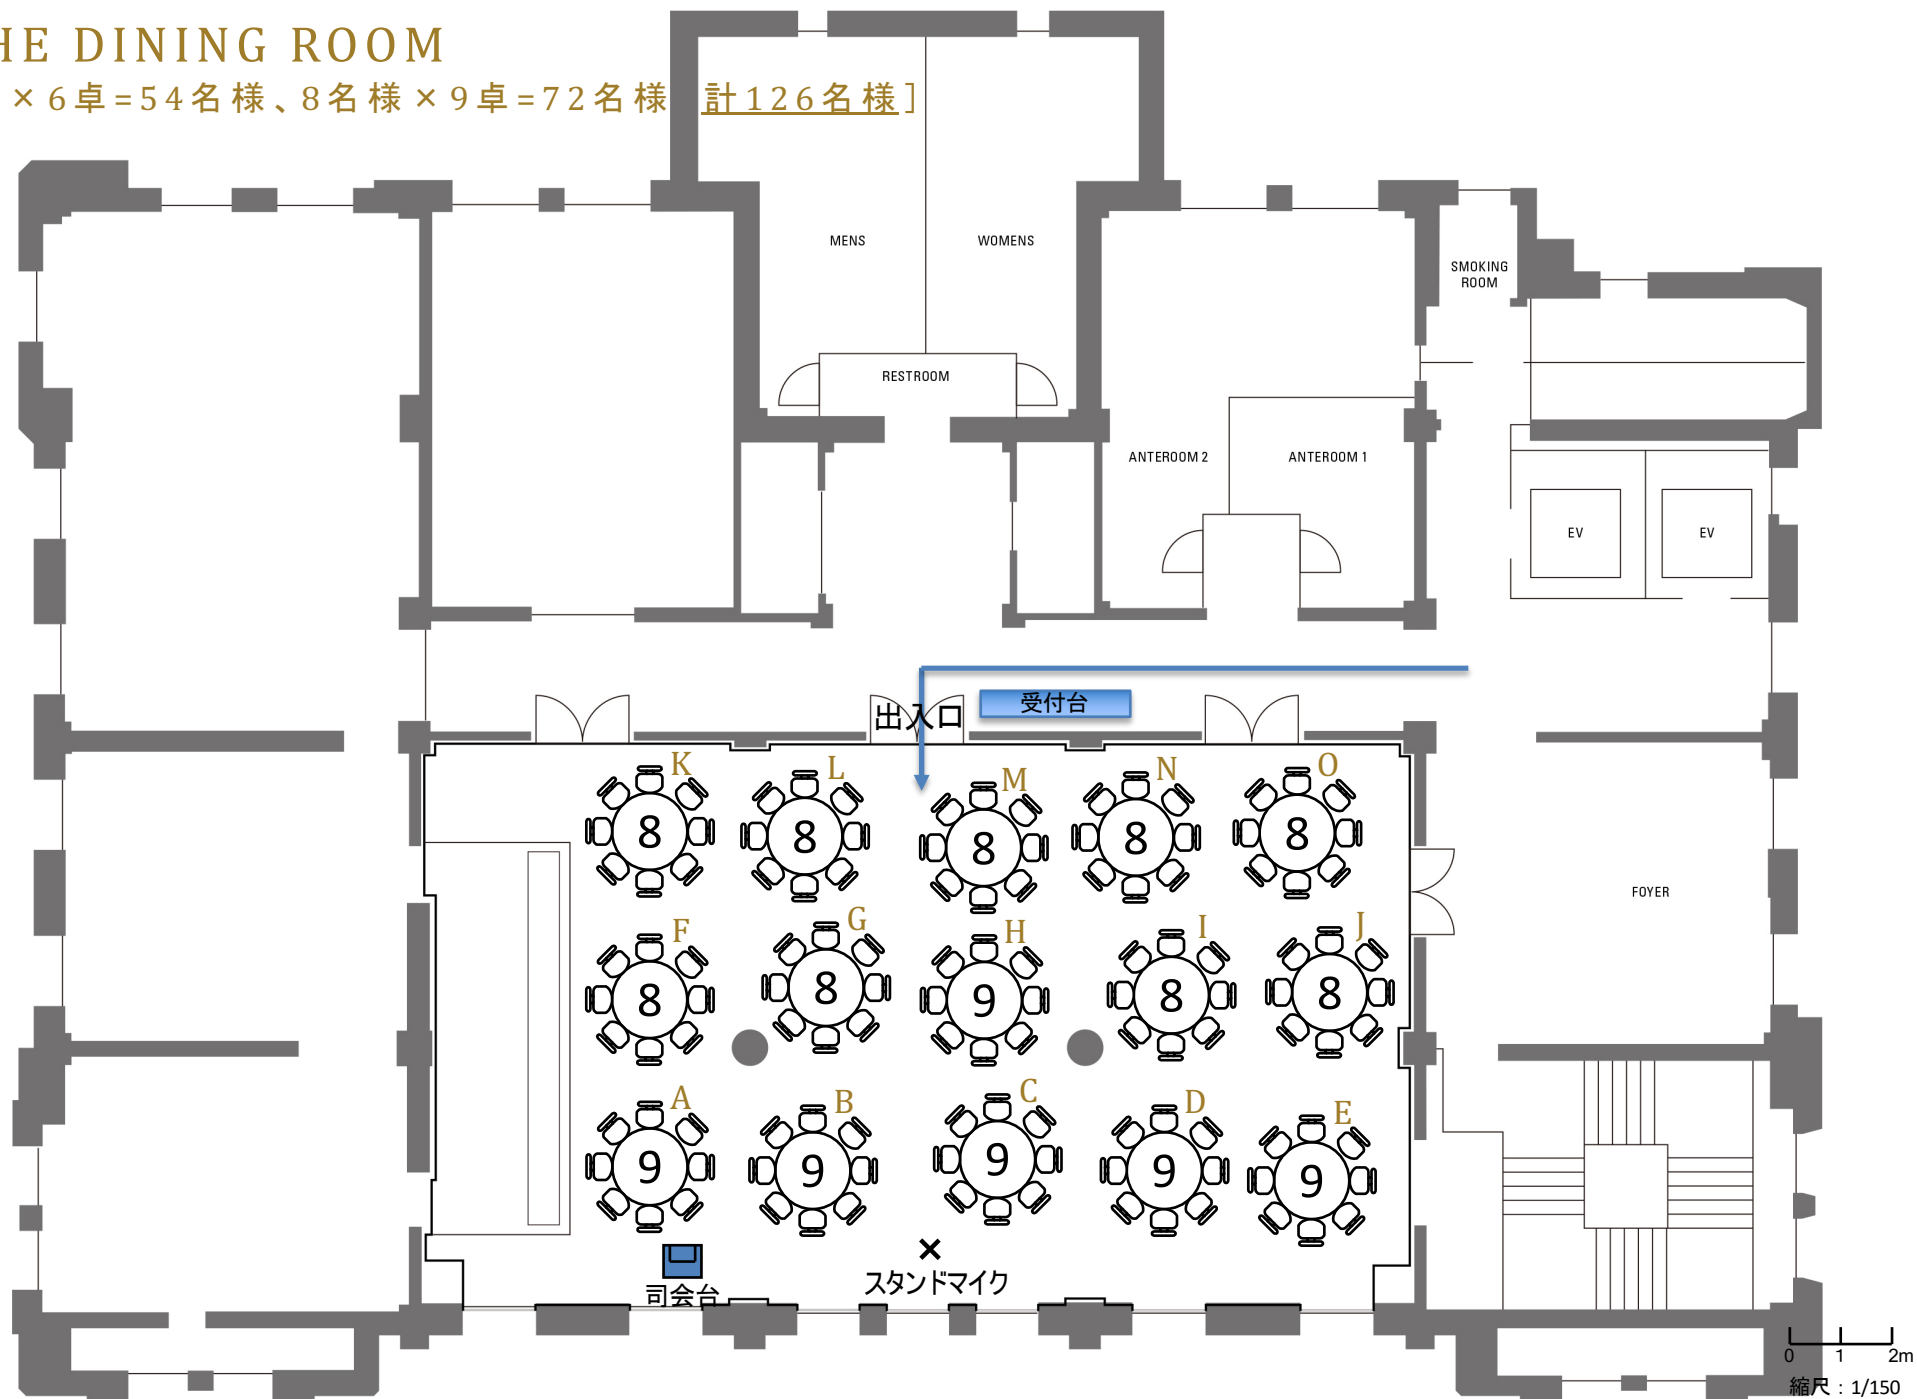 HE DINING ROOM
×6卓=54名様、8名様×9卓=72名様 計126名様]
MENS
WOMENS
SMOKING
ROOM
RESTROOM
ANTEROOM 2
ANTEROOM 1
EV
EV
受付台
出入口
K
L
M
N
O
8
8
8
8
8
FOYER
F
G
H
I
J
8
8
9
8
8
A
B
C
D
E
9
9
9
9
9
×
スタンドマイク
司会台
0 1 2m
縮尺：1/150